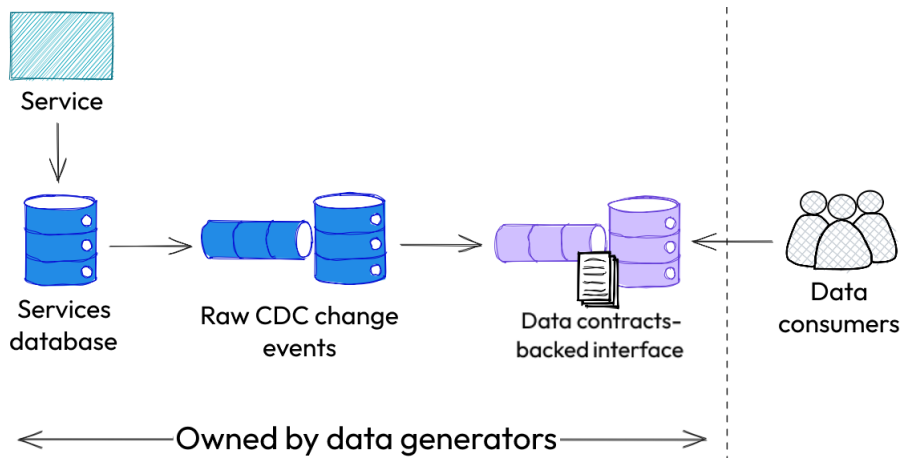 Service
Services
database
Raw CDC change
events
Data contracts-
backed interface
Data
consumers
Owned by data generators